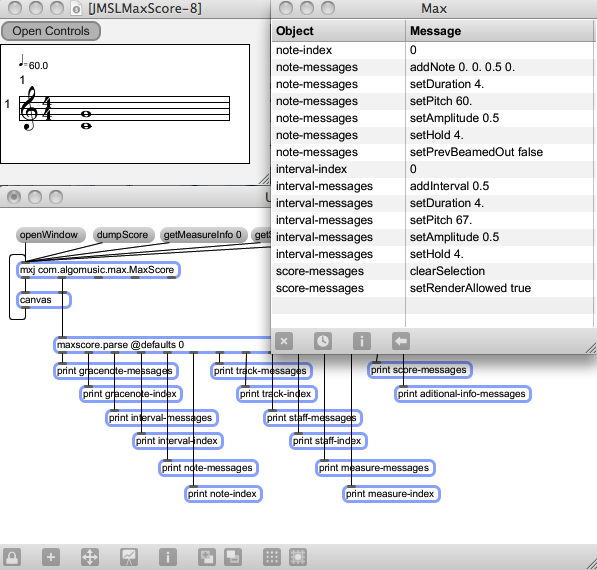 [JMSLMaxScore-8]
Open Controls
=60.0
1
1
4
4
Max
Object Message
note-index 0
note-messages addNote 0. 0. 0.5 0.
note-messages setDuration 4.
note-messages setPitch 60.
note-messages setAmplitude 0.5
note-messages setHold 4.
note-messages setPrevBeamedOut false
interval-index 0
interval-messages addInterval 0.5
interval-messages setDuration 4.
interval-messages setPitch 67.
interval-messages setAmplitude 0.5
interval-messages setHold 4.
score-messages clearSelection
score-messages setRenderAllowed true
openWindow dumpScore getMeasureInfo 0
mxj com.algomusic.max.MaxScore
canvas
maxscore.parse @defaults 0
print gracenote-messages print track-messages print score-messages
print gracenote-index print track-index print aditional-info-messages
print interval-messages print staff-messages
print interval-index print staff-index
print note-messages print measure-messages
print note-index print measure-index